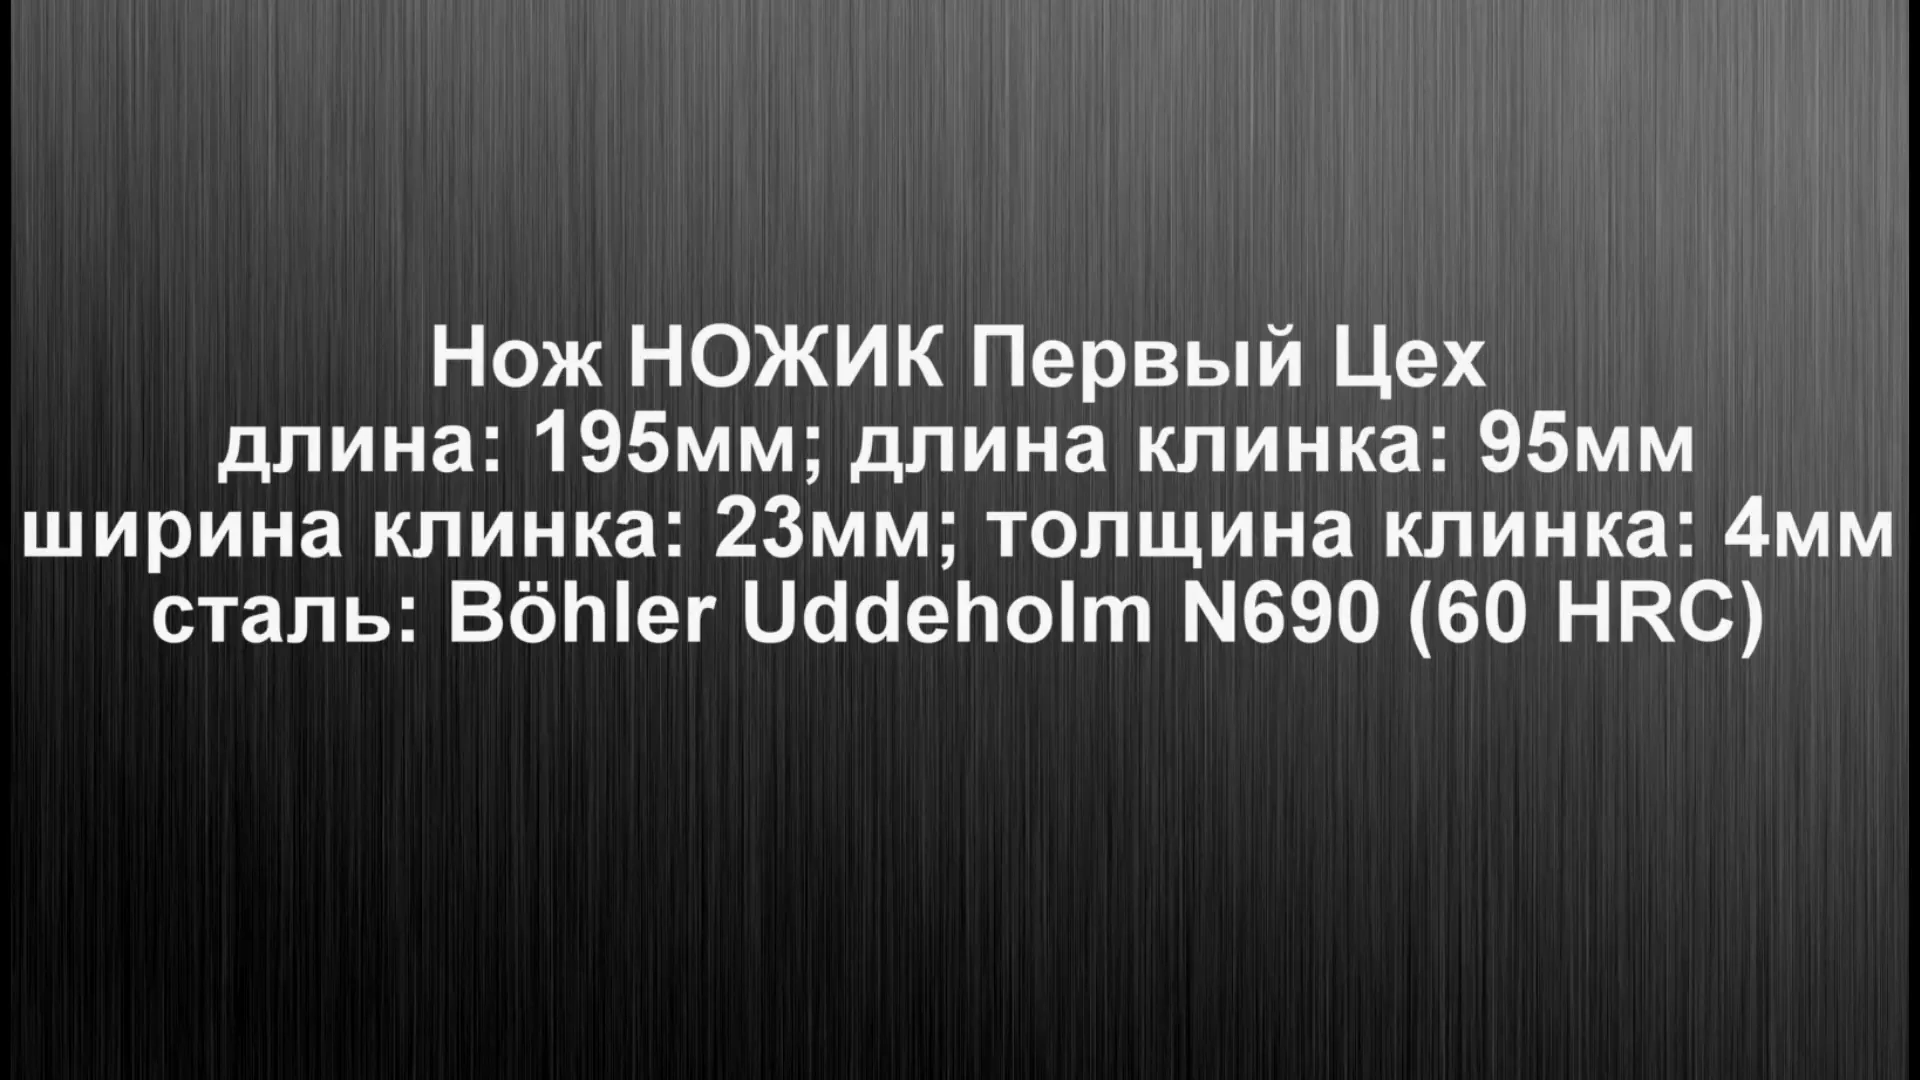 Нож НОЖИК Первый Цех
длина: 195мм; длина клинка: 95мм
ширина клинка: 23мм; толщина клинка: 4мм
сталь: Böhler Uddeholm N690 (60 HRC)